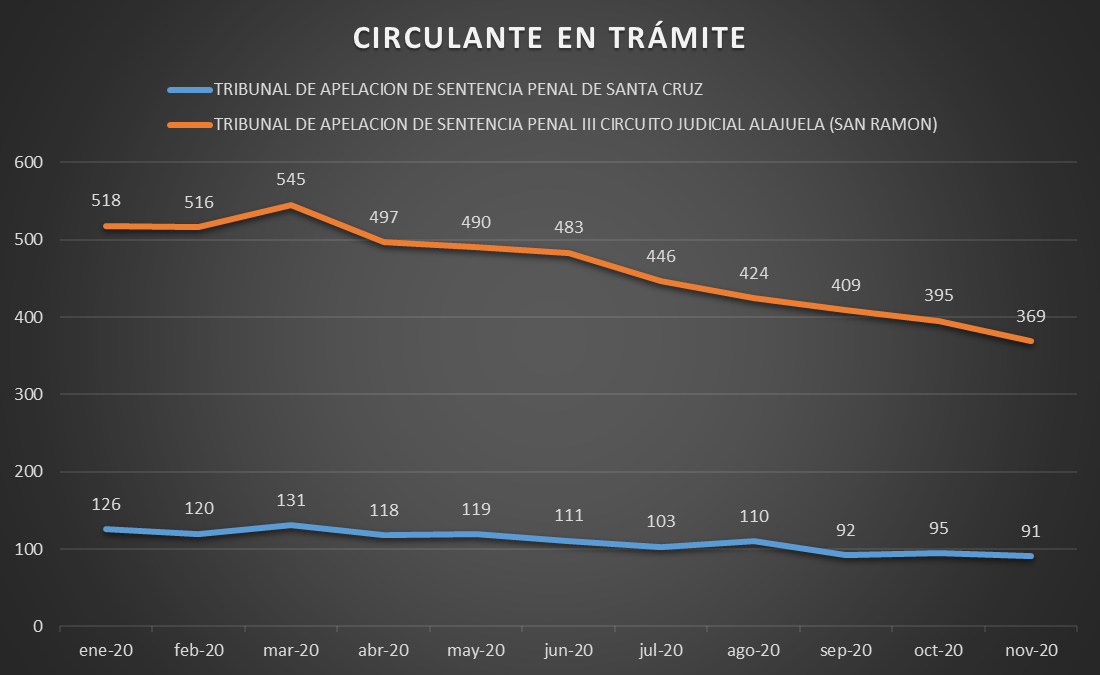 CIRCULANTE EN TRÁMITE
TRIBUNAL DE APELACION DE SENTENCIA PENAL DE SANTA CRUZ
TRIBUNAL DE APELACION DE SENTENCIA PENAL III CIRCUITO JUDICIAL ALAJUELA (SAN RAMON)
600
500
400
300
200
100
0
518 516 545 497 490 483 446 424 409 395 369
126 120 131 118 119 111 103 110 92 95 91
ene-20 feb-20 mar-20 abr-20 may-20 jun-20 jul-20 ago-20 sep-20 oct-20 nov-20